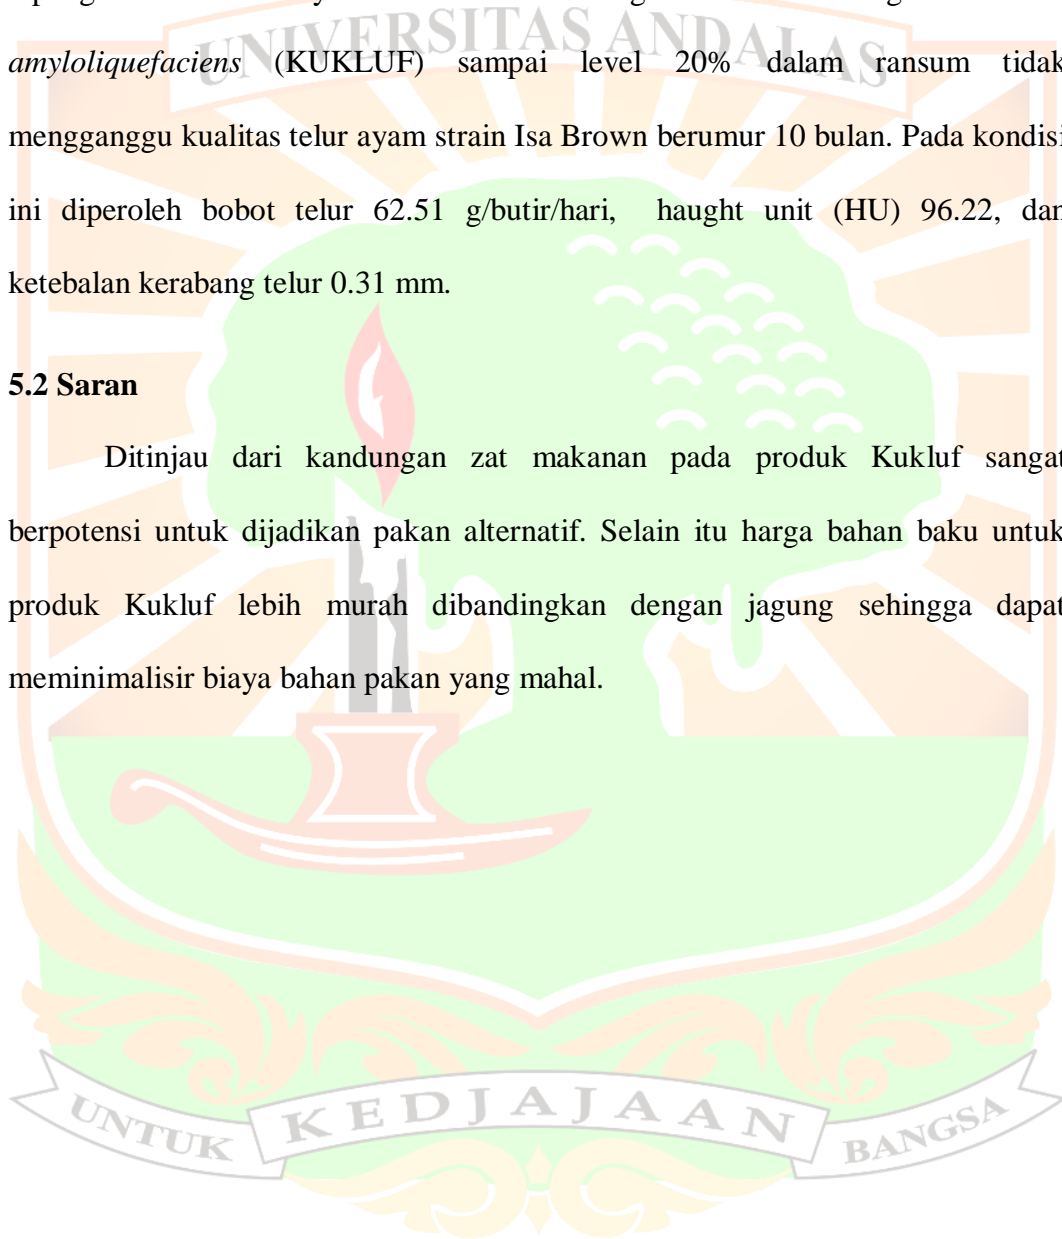 UNIVERSITAS ANDALAS
amyloliquefaciens (KUKLUF) sampai level 20% dalam ransum tidak
mengganggu kualitas telur ayam strain Isa Brown berumur 10 bulan. Pada kondisi
ini diperoleh bobot telur 62.51 g/butir/hari, haught unit (HU) 96.22, dan
ketebalan kerabang telur 0.31 mm.
5.2 Saran
Ditinjau dari kandungan zat makanan pada produk Kukluf sangat
berpotensi untuk dijadikan pakan alternatif. Selain itu harga bahan baku untuk
produk Kukluf lebih murah dibandingkan dengan jagung sehingga dapat
meminimalisir biaya bahan pakan yang mahal.
UNTUK KEDJAJAAN BANGSA